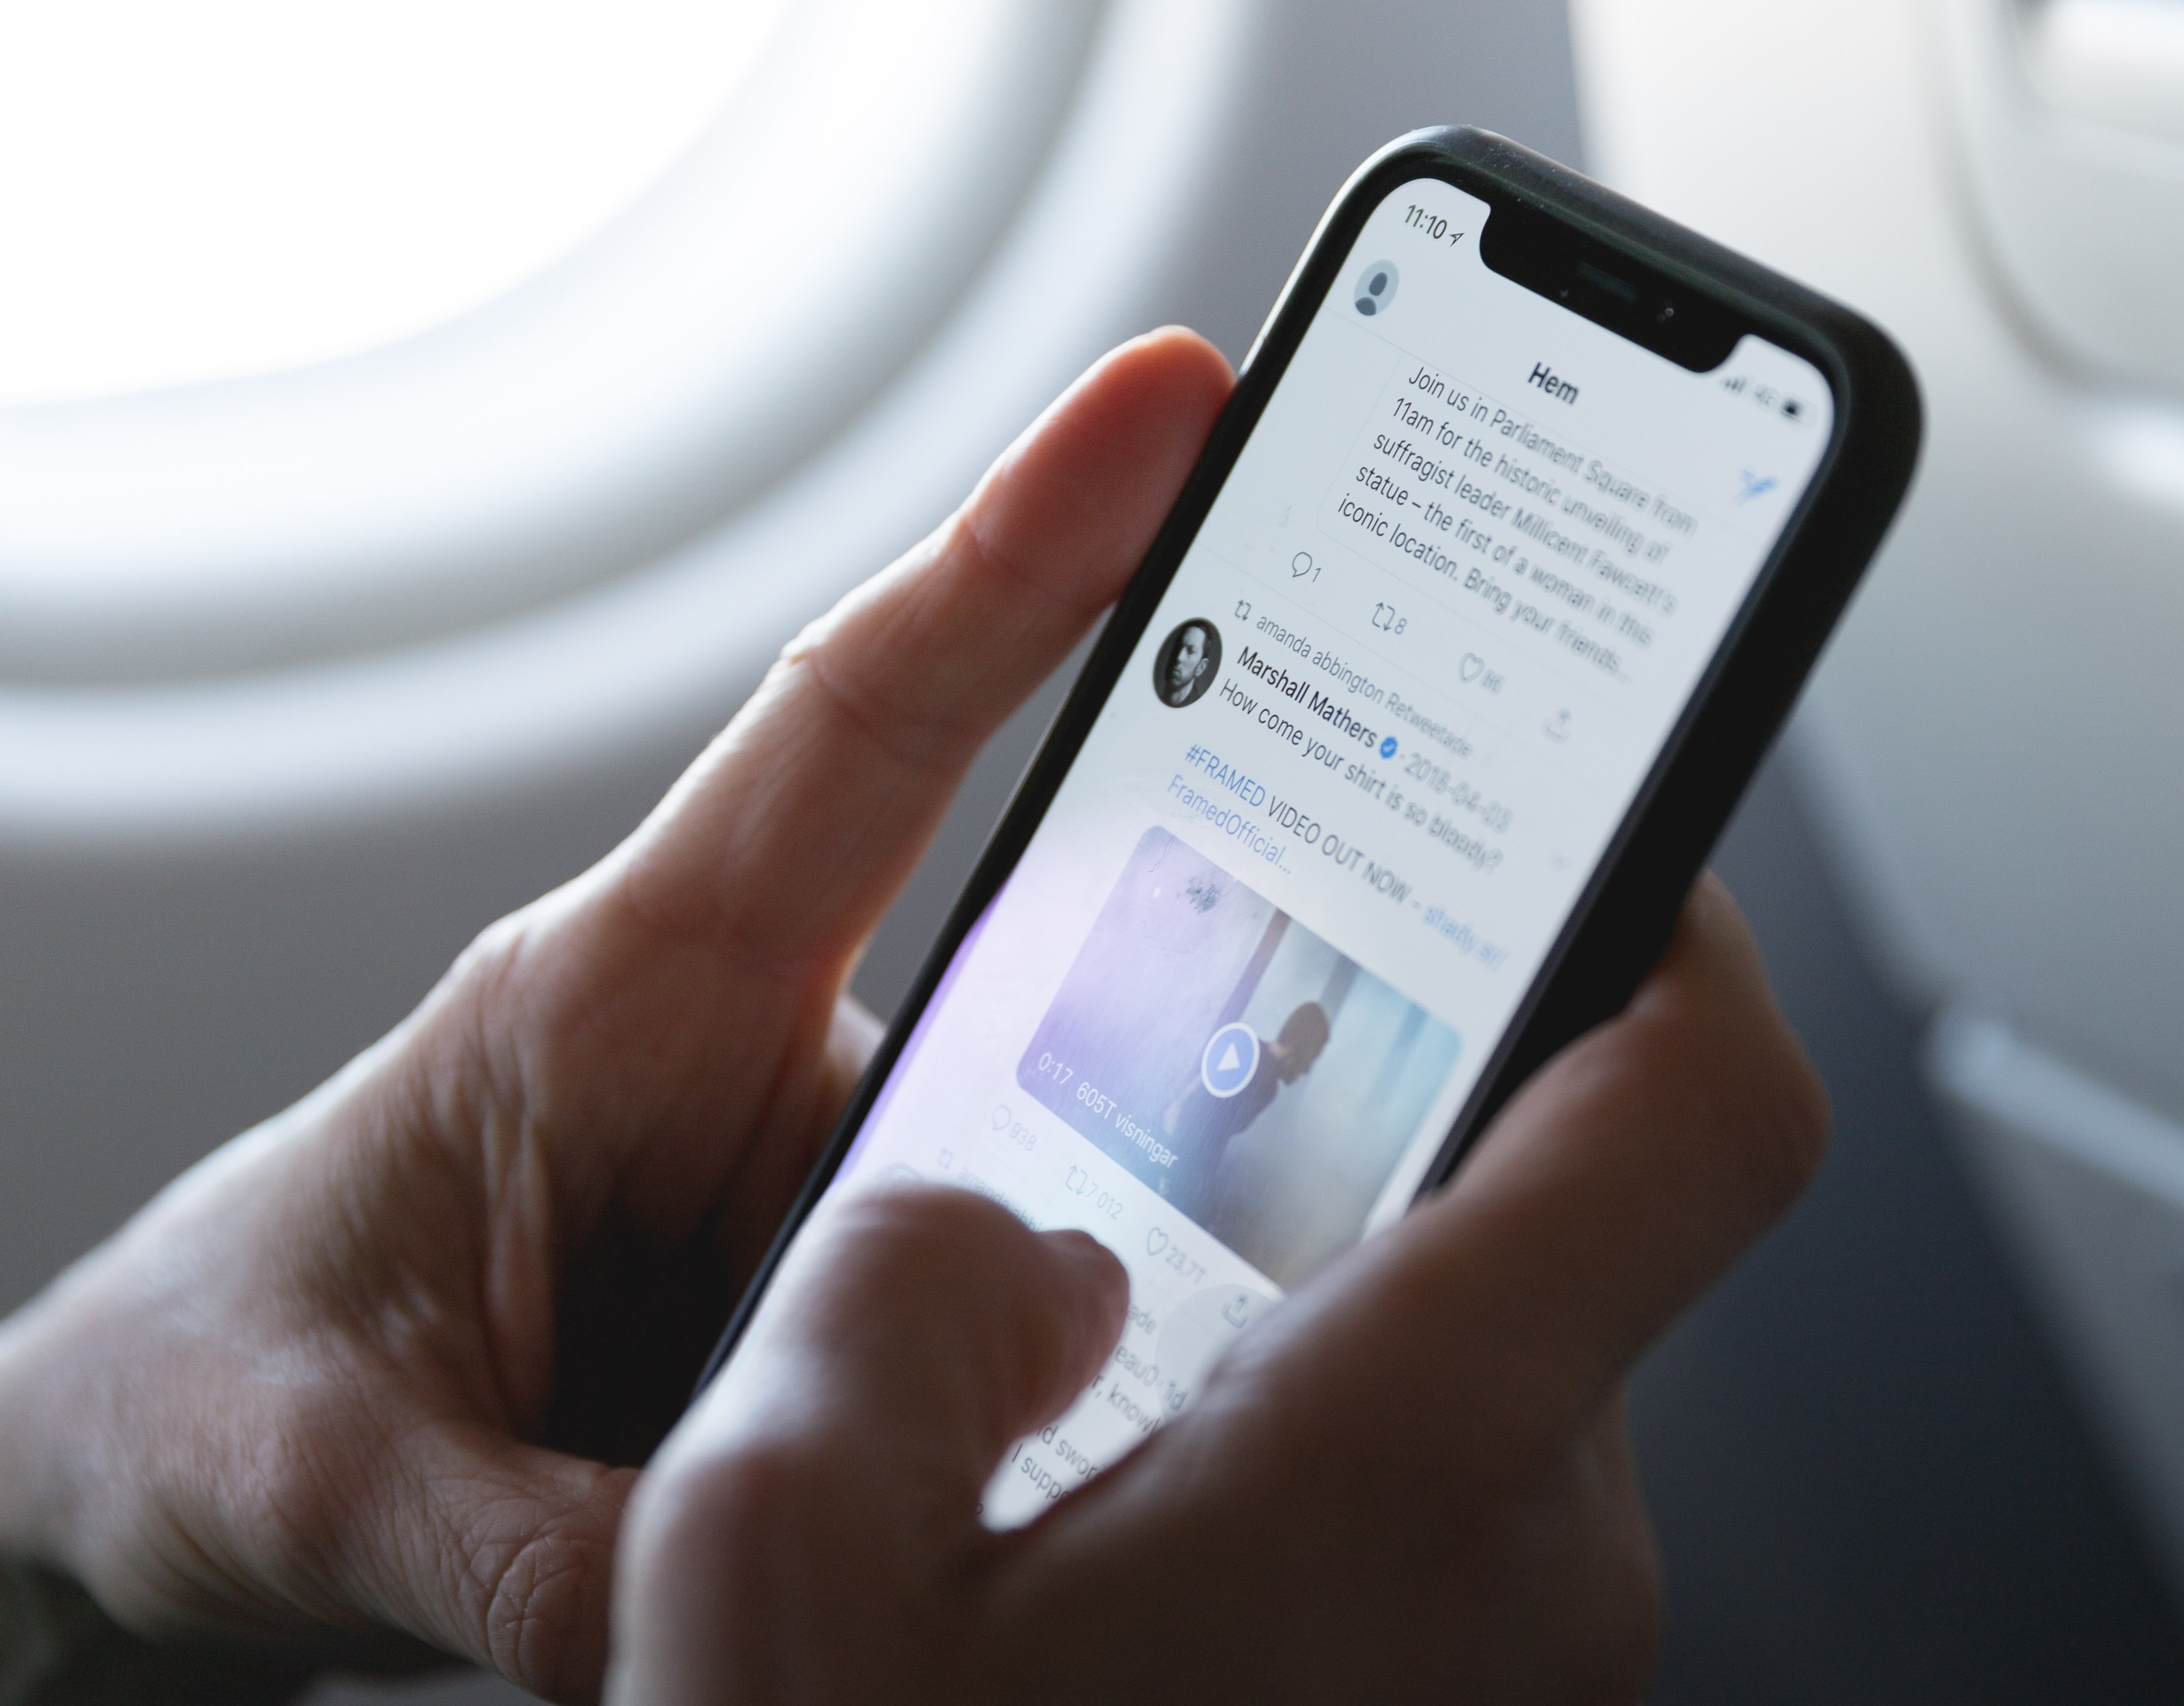 11:10
Hem
Join us in Parliament Square from
11am for the historic unveiling of
suffragist leader Millicent Fawcett's
statue – the first of a woman in this
iconic location. Bring your friends...
1
8
86
amanda abbington Retweetade
Marshall Mathers · 2018-04-03
How come your shirt is so bloody?
#FRAMED VIDEO OUT NOW -
FramedOfficial...
0:17 605T visningar
938
7 012
23,7T
I suppo